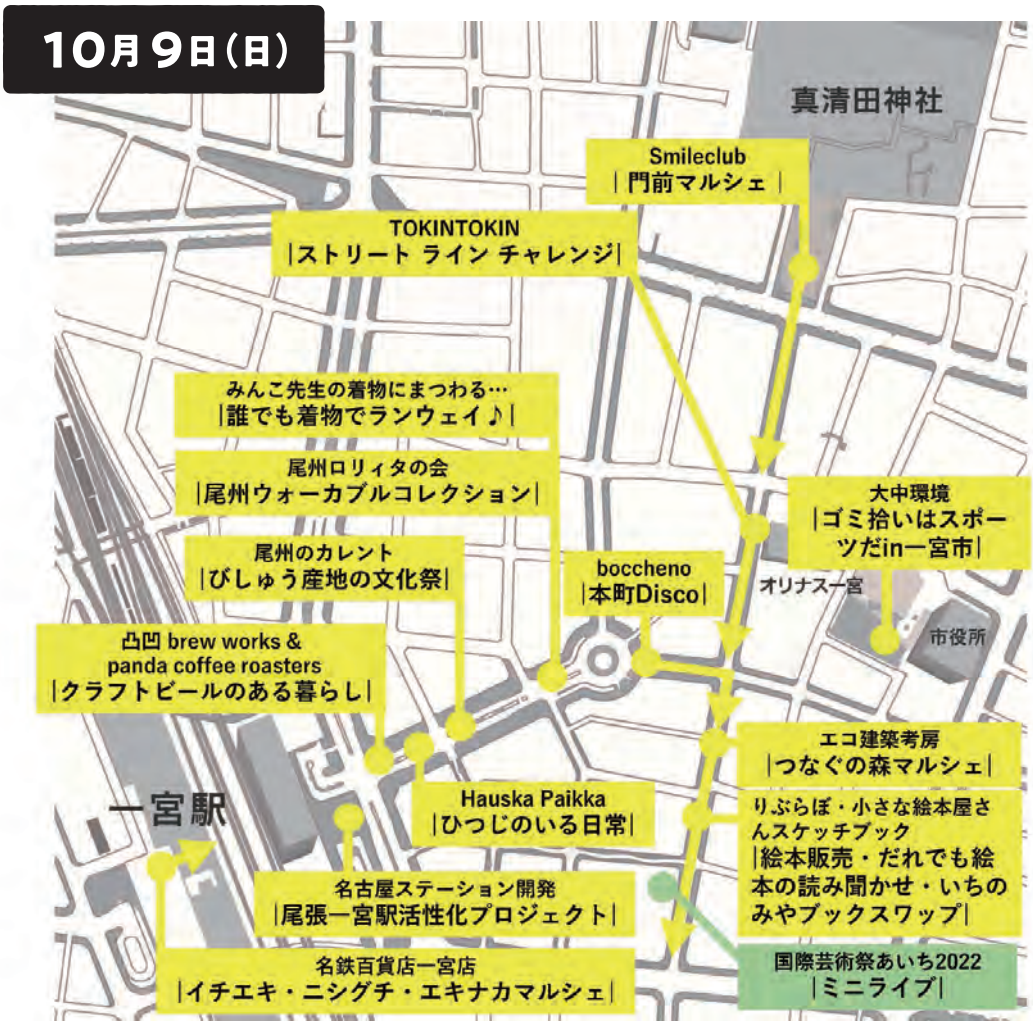 10月9日(日)
真清田神社
Smileclub
|門前マルシェ|
TOKINTOKIN
|ストリート ライン チャレンジ|
みんこ先生の着物にまつわる…
|誰でも着物でランウェイ♪|
尾州ロリィタの会
|尾州ウォーカブルコレクション|
大中環境
|ゴミ拾いはスポー
ツだin一宮市|
尾州のカレント
|びしゅう産地の文化祭|
boccheno
|本町Disco|
オリナス一宮
市役所
凸凹 brew works &
panda coffee roasters
|クラフトビールのある暮らし|
エコ建築考房
|つなぐの森マルシェ|
一宮駅
Hauska Paikka
|ひつじのいる日常|
りぶらぼ・小さな絵本屋さ
んスケッチブック
|絵本販売・だれでも絵
本の読み聞かせ・いちの
みやブックスワップ|
名古屋ステーション開発
|尾張一宮駅活性化プロジェクト|
名鉄百貨店一宮店
|イチエキ・ニシグチ・エキナカマルシェ|
国際芸術祭あいち2022
|ミニライブ|